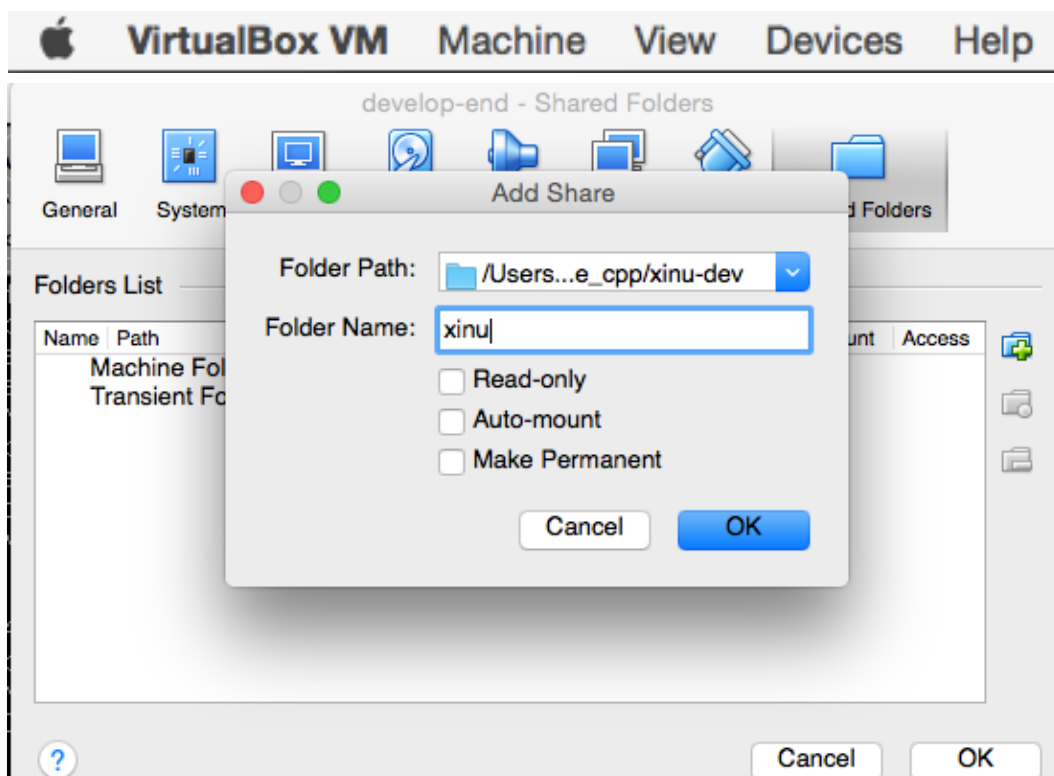 VirtualBox VM Machine View Devices Help
develop-end - Shared Folders
General System d Folders
Add Share
Folders List
Folder Path: /Users...e_cpp/xinu-dev
Folder Name: xinu
Name Path unt Access
Machine Fol
Transient Fo
Read-only
Auto-mount
Make Permanent
Cancel OK
? Cancel OK